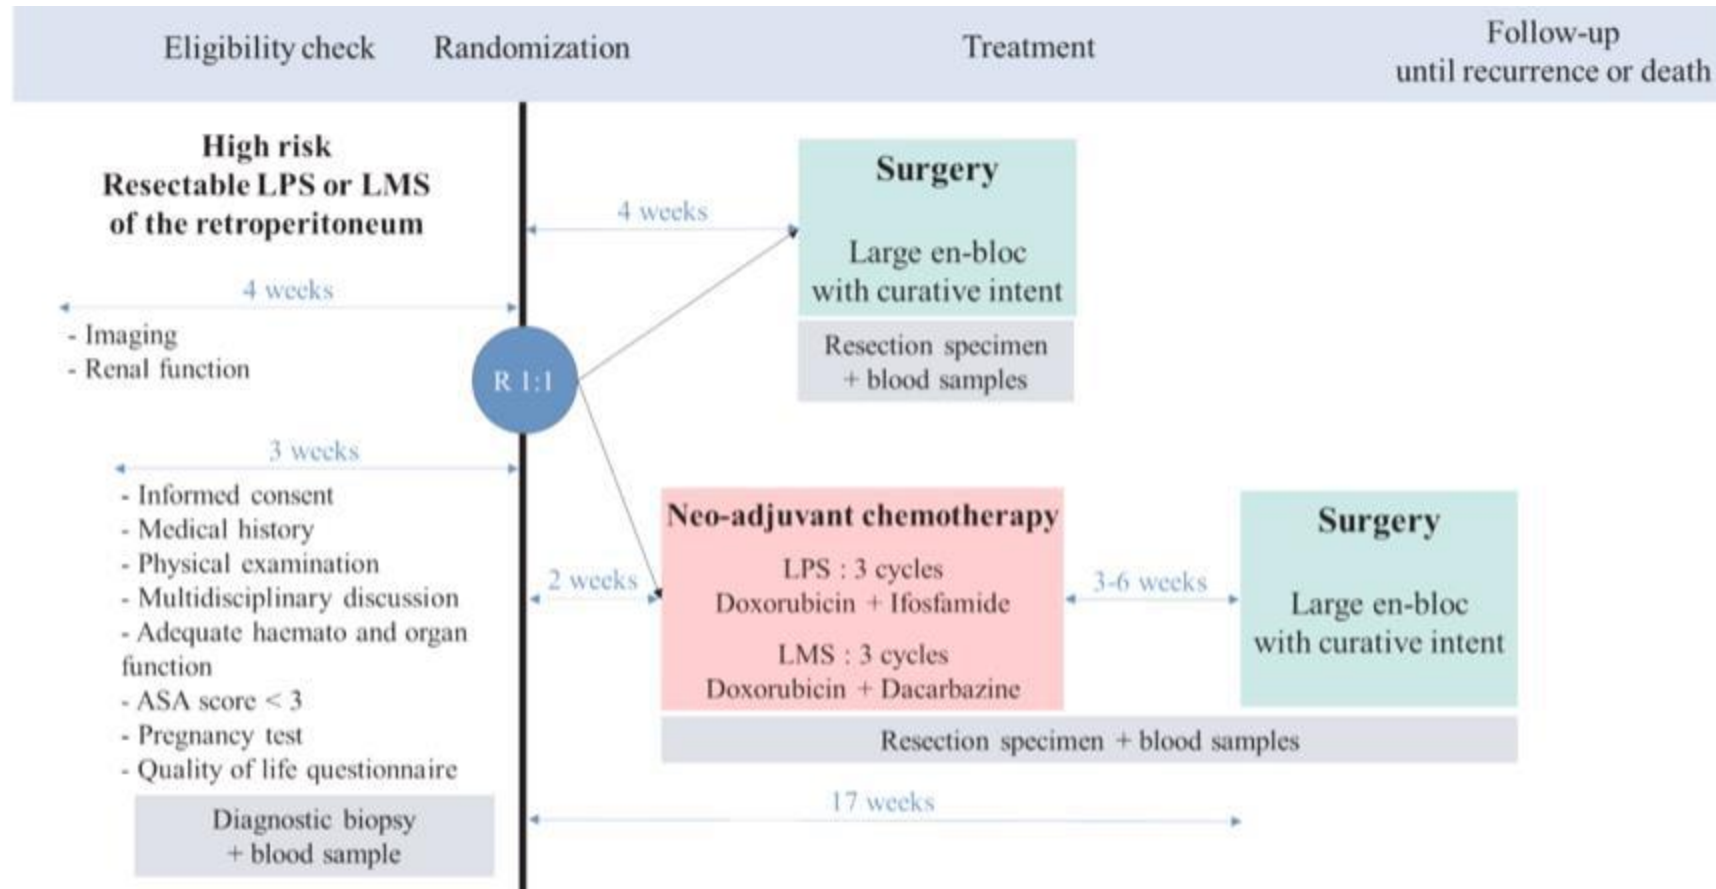 Eligibility check
Randomization
Treatment
Follow-up
until recurrence or death
High risk
Resectable LPS or LMS
of the retroperitoneum
4 weeks
- Imaging
- Renal function
3 weeks
- Informed consent
- Medical history
- Physical examination
- Multidisciplinary discussion
- Adequate haemato and organ
function
- ASA score < 3
- Pregnancy test
- Quality of life questionnaire
Diagnostic biopsy
+ blood sample
R 1:1
4 weeks
Surgery
Large en-bloc
with curative intent
Resection specimen
+ blood samples
2 weeks
Neo-adjuvant chemotherapy
LPS : 3 cycles
Doxorubicin + Ifosfamide
LMS : 3 cycles
Doxorubicin + Dacarbazine
3-6 weeks
Surgery
Large en-bloc
with curative intent
Resection specimen + blood samples
17 weeks